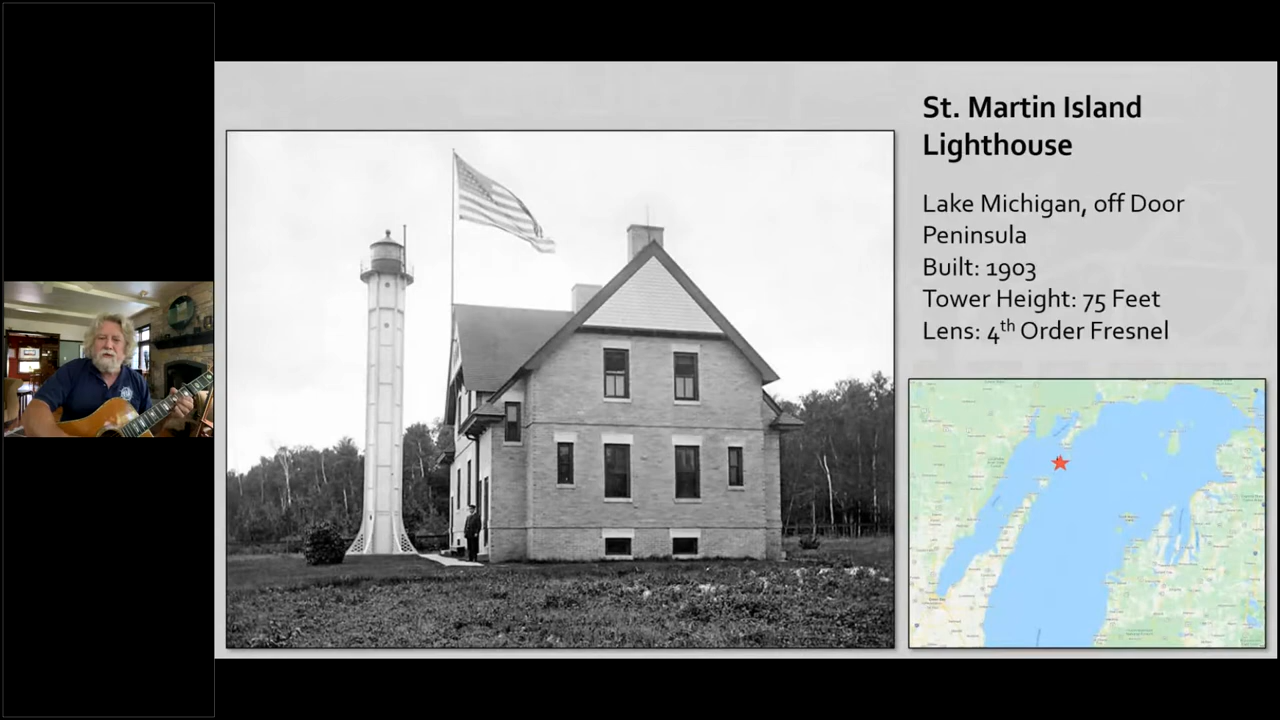 St. Martin Island
Lighthouse
Lake Michigan, off Door
Peninsula
Built: 1903
Tower Height: 75 Feet
Lens: 4th Order Fresnel